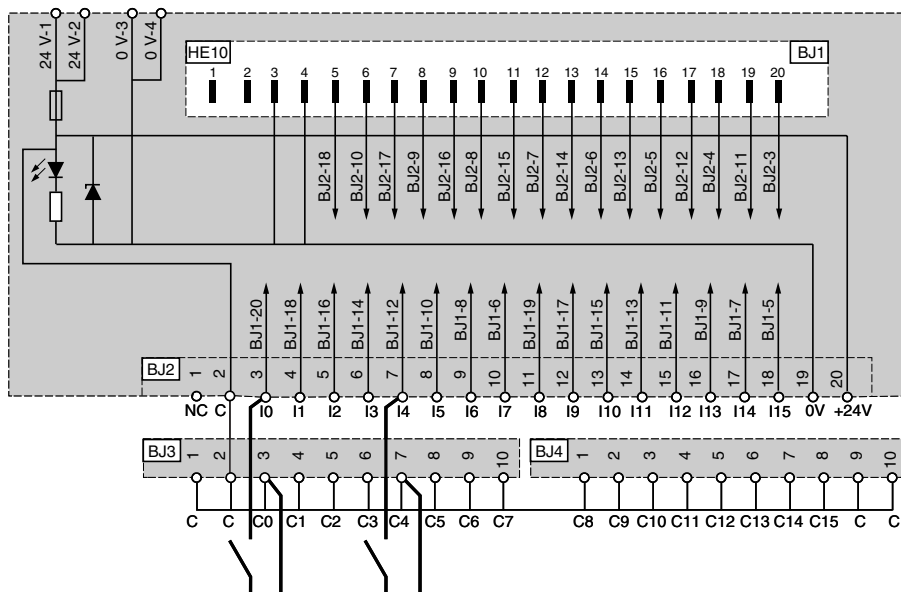 24 V-1
24 V-2
0 V-3
0 V-4
HE10
BJ1
1 2 3 4 5 6 7 8 9 10 11 12 13 14 15 16 17 18 19 20
BJ2-18 BJ2-10 BJ2-17 BJ2-9 BJ2-16 BJ2-8 BJ2-15 BJ2-7 BJ2-14 BJ2-6 BJ2-13 BJ2-5 BJ2-12 BJ2-4 BJ2-11 BJ2-3
BJ1-20 BJ1-18 BJ1-16 BJ1-14 BJ1-12 BJ1-10 BJ1-8 BJ1-6 BJ1-19 BJ1-17 BJ1-15 BJ1-13 BJ1-11 BJ1-9 BJ1-7 BJ1-5
BJ2
1 2 3 4 5 6 7 8 9 10 11 12 13 14 15 16 17 18 19 20
NC C I0 I1 I2 I3 I4 I5 I6 I7 I8 I9 I10 I11 I12 I13 I14 I15 0V +24V
BJ3
1 2 3 4 5 6 7 8 9 10
BJ4
1 2 3 4 5 6 7 8 9 10
C C C0 C1 C2 C3 C4 C5 C6 C7
C8 C9 C10 C11 C12 C13 C14 C15 C C